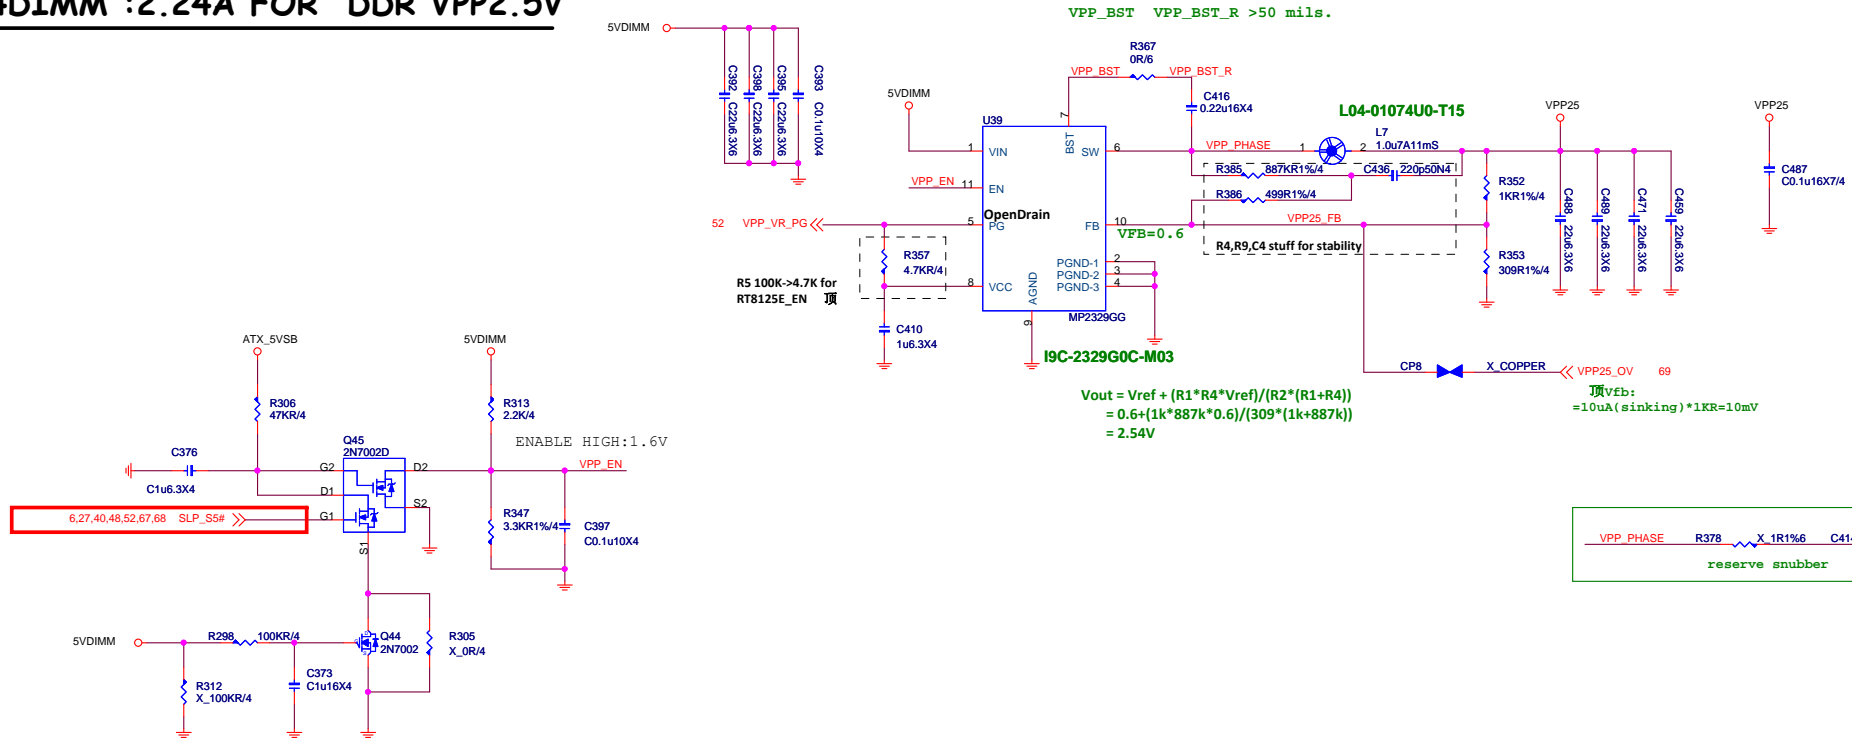 4DIMM :2.24A FOR DDR VPP2.5V
VPP_BST VPP_BST_R >50 mils.
5VDIMM
C392 C22u6.3X6
C398 C22u6.3X6
C395 C22u6.3X6
C393 C0.1u10X4
R367
0R/6
VPP_BST
VPP_BST_R
C416
0.22u16X4
5VDIMM
U39
7
BST
L04-01074U0-T15
L7
1.0u7A11mS
VPP25
VPP25
1 VIN
SW 6
VPP_PHASE
1
2
VPP_EN 11 EN
R385 887KR1%/4
C436 220p50N4
R386 499R1%/4
R352
1KR1%/4
C488 22u6.3X6
C489 22u6.3X6
C471 22u6.3X6
C459 22u6.3X6
C487
C0.1u16X7/4
OpenDrain
52 VPP_VR_PG
5 PG
FB 10
VPP25_FB
VFB=0.6
R4,R9,C4 stuff for stability
R357
4.7KR/4
R353
309R1%/4
PGND-1 2
PGND-2 3
PGND-3 4
R5 100K->4.7K for
RT8125E_EN 顶
8 VCC
AGND
9
MP2329GG
C410
1u6.3X4
I9C-2329G0C-M03
CP8
X_COPPER
VPP25_OV 69
顶Vfb:
=10uA(sinking)*1KR=10mV
Vout = Vref + (R1*R4*Vref)/(R2*(R1+R4))
= 0.6+(1k*887k*0.6)/(309*(1k+887k))
= 2.54V
ATX_5VSB
5VDIMM
R306
47KR/4
R313
2.2K/4
ENABLE HIGH:1.6V
Q45
2N7002D
C376
C1u6.3X4
G2
D2
VPP_EN
D1
S2
6,27,40,48,52,67,68 SLP_S5#
G1
S1
R347
3.3KR1%/4
C397
C0.1u10X4
VPP_PHASE
R378
X_1R1%6
C414
reserve snubber
5VDIMM
R298 100KR/4
Q44
2N7002
R305
X_0R/4
R312
X_100KR/4
C373
C1u16X4